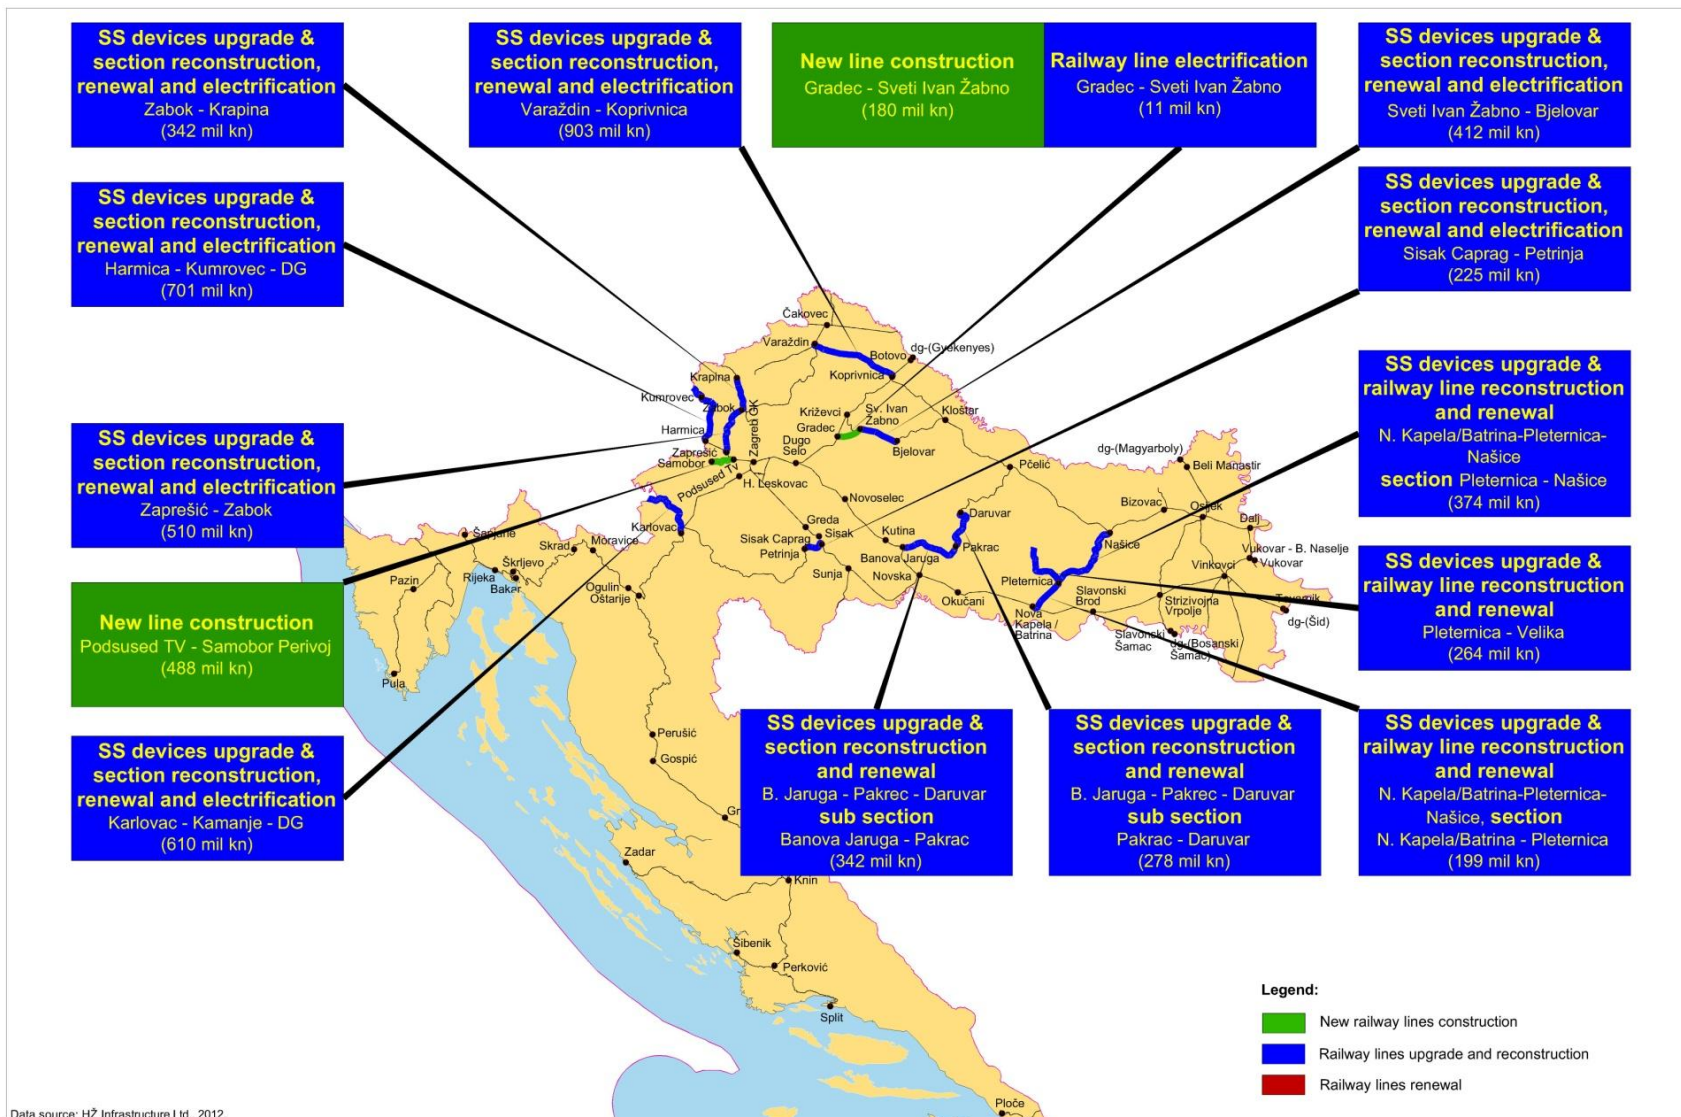 SS devices upgrade &
section reconstruction,
renewal and electrification
Zabok - Krapina
(342 mil kn)
SS devices upgrade &
section reconstruction,
renewal and electrification
Varaždin - Koprivnica
(903 mil kn)
New line construction
Gradec - Sveti Ivan Žabno
(180 mil kn)
Railway line electrification
Gradec - Sveti Ivan Žabno
(11 mil kn)
SS devices upgrade &
section reconstruction,
renewal and electrification
Sveti Ivan Žabno - Bjelovar
(412 mil kn)
SS devices upgrade &
section reconstruction,
renewal and electrification
Harmica - Kumrovec - DG
(701 mil kn)
SS devices upgrade &
section reconstruction,
renewal and electrification
Sisak Caprag - Petrinja
(225 mil kn)
SS devices upgrade &
railway line reconstruction
and renewal
N. Kapela/Batrina-Pleternica-
Našice
section Pleternica - Našice
(374 mil kn)
SS devices upgrade &
section reconstruction,
renewal and electrification
Zaprešić - Zabok
(510 mil kn)
SS devices upgrade &
railway line reconstruction
and renewal
Pleternica - Velika
(264 mil kn)
New line construction
Podsused TV - Samobor Perivoj
(488 mil kn)
SS devices upgrade &
section reconstruction,
renewal and electrification
Karlovac - Kamanje - DG
(610 mil kn)
SS devices upgrade &
section reconstruction
and renewal
B. Jaruga - Pakrec - Daruvar
sub section
Banova Jaruga - Pakrac
(342 mil kn)
SS devices upgrade &
section reconstruction
and renewal
B. Jaruga - Pakrec - Daruvar
sub section
Pakrac - Daruvar
(278 mil kn)
SS devices upgrade &
railway line reconstruction
and renewal
N. Kapela/Batrina-Pleternica-
Našice, section
N. Kapela/Batrina - Pleternica
(199 mil kn)
Čakovec
Varaždin
Botovo
dg-(Gyekenyes)
Koprivnica
Krapina
Kumrovec
Zabok
Zagreb GK
Križevci
Sv. Ivan
Žabno
Kloštar
Harmica
Gradec
Dugo
Selo
Bjelovar
Zaprešić
Samobor
Podsused TV
H. Leskovac
Pčelić
dg-(Magyarboly)
Beli Manastir
Novoselec
Bizovac
Osijek
Dalj
Daruvar
Karlovac
Greda
Sisak
Sisak Caprag
Petrinja
Kutina
Banova Jaruga
Pakrac
Našice
Vukovar - B. Naselje
Vukovar
Šapjane
Skrad
Moravice
Škrljevo
Rijeka
Bakar
Pazin
Ogulin
Oštarije
Sunja
Novska
Okučani
Pleternica
Nova
Kapela /
Batrina
Slavonski
Brod
Strizivojna
Vrpolje
Vinkovci
Tovarnik
dg-(Šid)
Slavonski
Šamac
dg-(Bosanski
Šamac)
Pula
Perušić
Gospić
Gr
Zadar
Knin
Šibenik
Perković
Split
Ploče
Legend:
New railway lines construction
Railway lines upgrade and reconstruction
Railway lines renewal
Data source: HŽ Infrastructure Ltd., 2012.